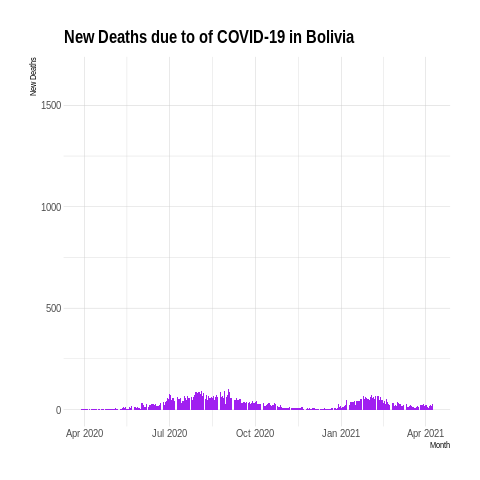 New Deaths due to of COVID-19 in Bolivia
New Deaths
1500
1000
500
0
Apr 2020 Jul 2020 Oct 2020 Jan 2021 Apr 2021
Month